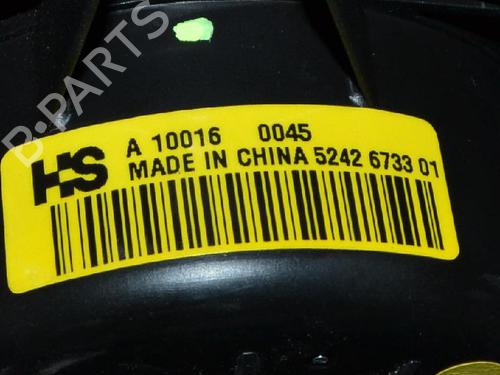 B-PARTS
HS
A 10016 0045
MADE IN CHINA 5242 6733 01